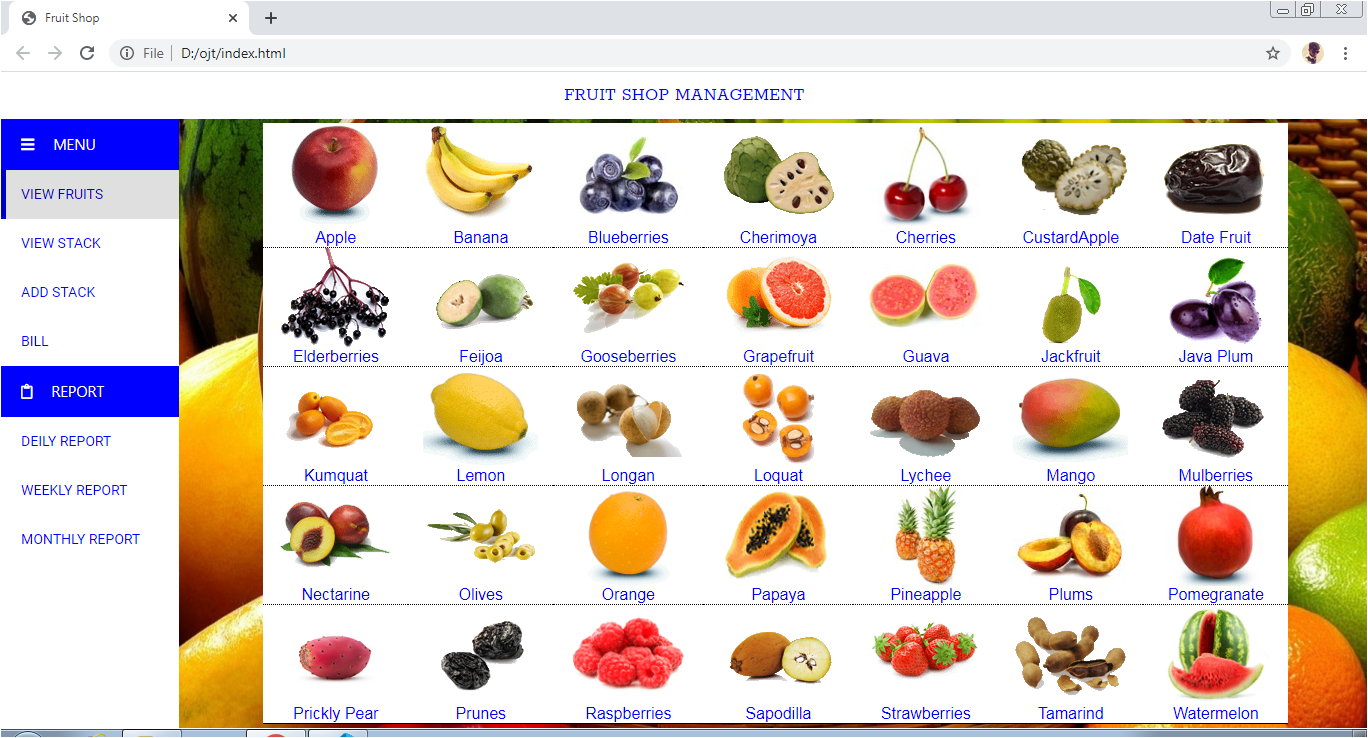 Fruit Shop
File
D:/ojt/index.html
FRUIT SHOP MANAGEMENT
MENU
VIEW FRUITS
VIEW STACK
ADD STACK
BILL
REPORT
DEILY REPORT
WEEKLY REPORT
MONTHLY REPORT
Apple Banana Blueberries Cherimoya Cherries CustardApple Date Fruit
Elderberries Feijoa Gooseberries Grapefruit Guava Jackfruit Java Plum
Kumquat Lemon Longan Loquat Lychee Mango Mulberries
Nectarine Olives Orange Papaya Pineapple Plums Pomegranate
Prickly Pear Prunes Raspberries Sapodilla Strawberries Tamarind Watermelon